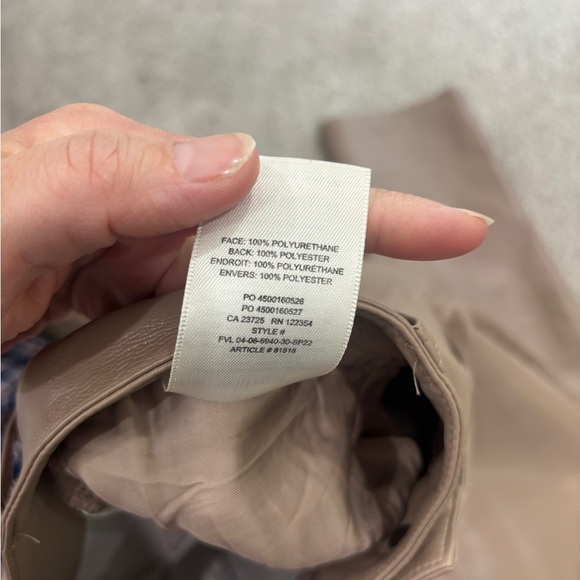 FACE: 100% POLYURETHANE
BACK: 100% POLYESTER
ENDROIT: 100% POLYURÉTHANE
ENVERS: 100% POLYESTER
PO 4500160526
PO 4500160527
CA 23725 RN 122354
STYLE #
FVL 04-06-6940-30-SP22
ARTICLE # 81515